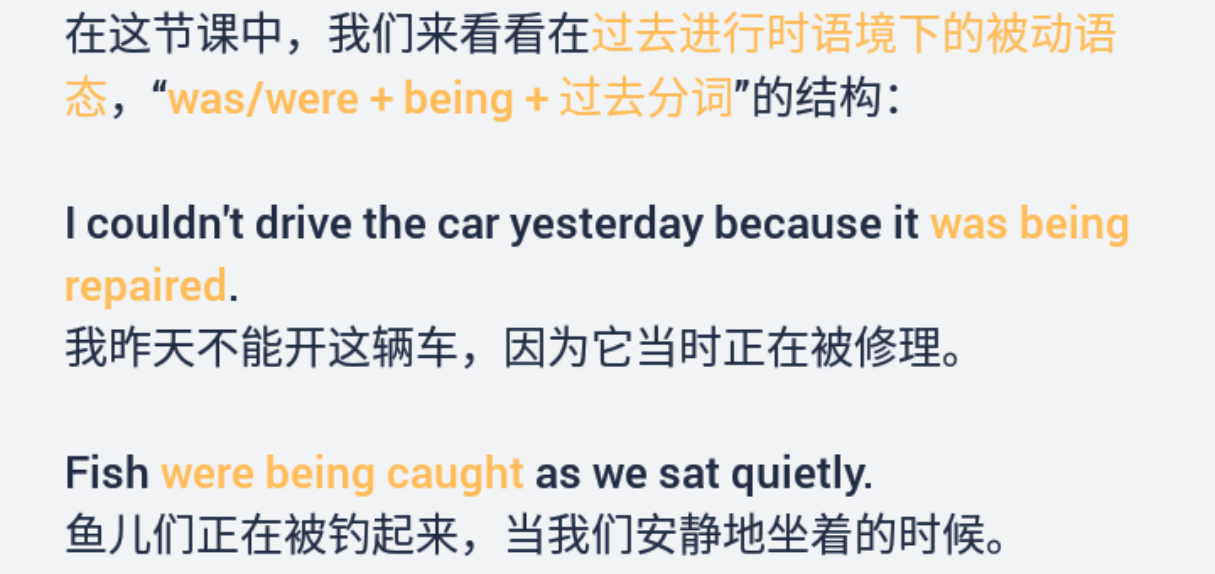 在这节课中，我们来看看在过去进行时语境下的被动语
态，“was/were + being + 过去分词”的结构：
I couldn't drive the car yesterday because it was being
repaired.
我昨天不能开这辆车，因为它当时正在被修理。
Fish were being caught as we sat quietly.
鱼儿们正在被钓起来，当我们安静地坐着的时候。